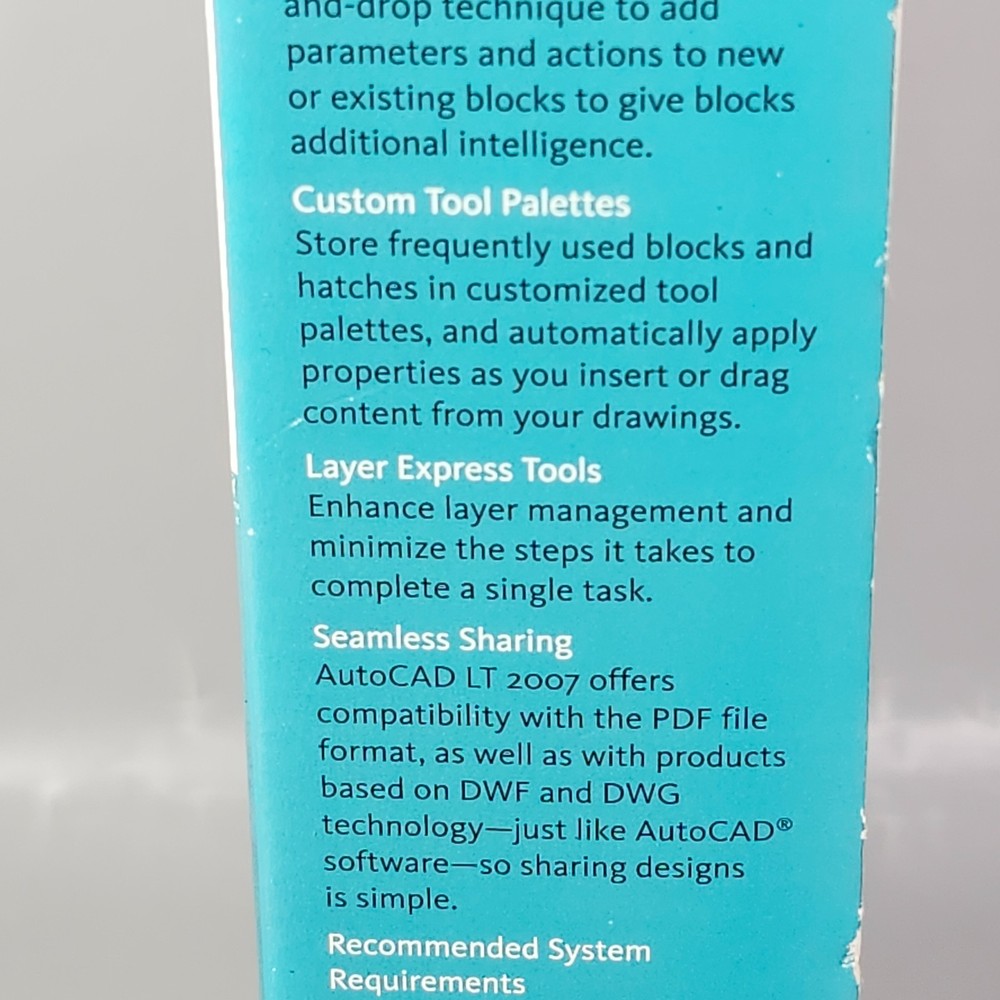 and-drop technique to add
parameters and actions to new
or existing blocks to give blocks
additional intelligence.
Custom Tool Palettes
Store frequently used blocks and
hatches in customized tool
palettes, and automatically apply
properties as you insert or drag
content from your drawings.
Layer Express Tools
Enhance layer management and
minimize the steps it takes to
complete a single task.
Seamless Sharing
AutoCAD LT 2007 offers
compatibility with the PDF file
format, as well as with products
based on DWF and DWG
technology—just like AutoCAD®
software—so sharing designs
is simple.
Recommended System
Requirements